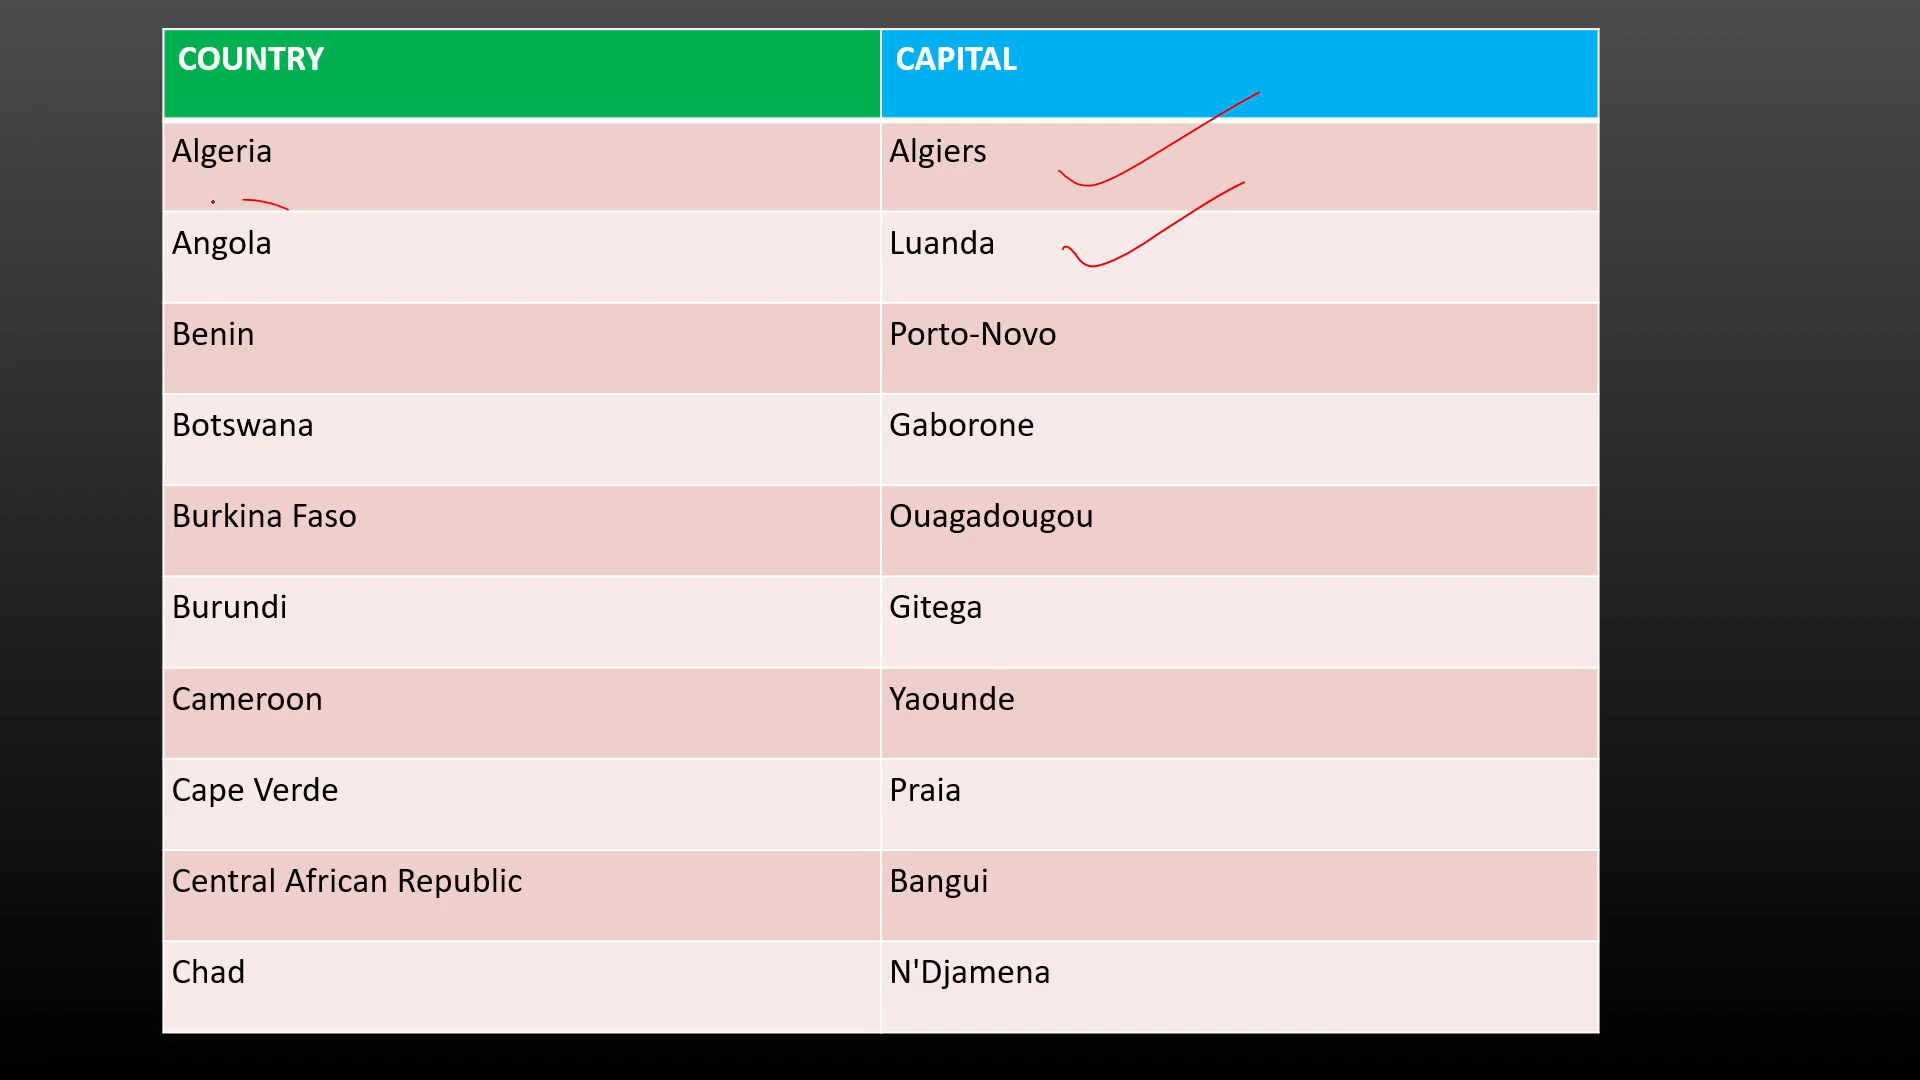 COUNTRY CAPITAL
Algeria Algiers
Angola Luanda
Benin Porto-Novo
Botswana Gaborone
Burkina Faso Ouagadougou
Burundi Gitega
Cameroon Yaounde
Cape Verde Praia
Central African Republic Bangui
Chad N'Djamena